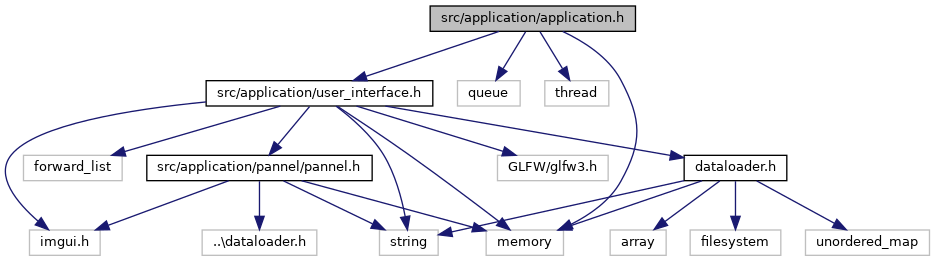 src/application/application.h
src/application/user_interface.h
queue
thread
forward_list
src/application/pannel/pannel.h
GLFW/glfw3.h
dataloader.h
imgui.h
..\dataloader.h
string
memory
array
filesystem
unordered_map